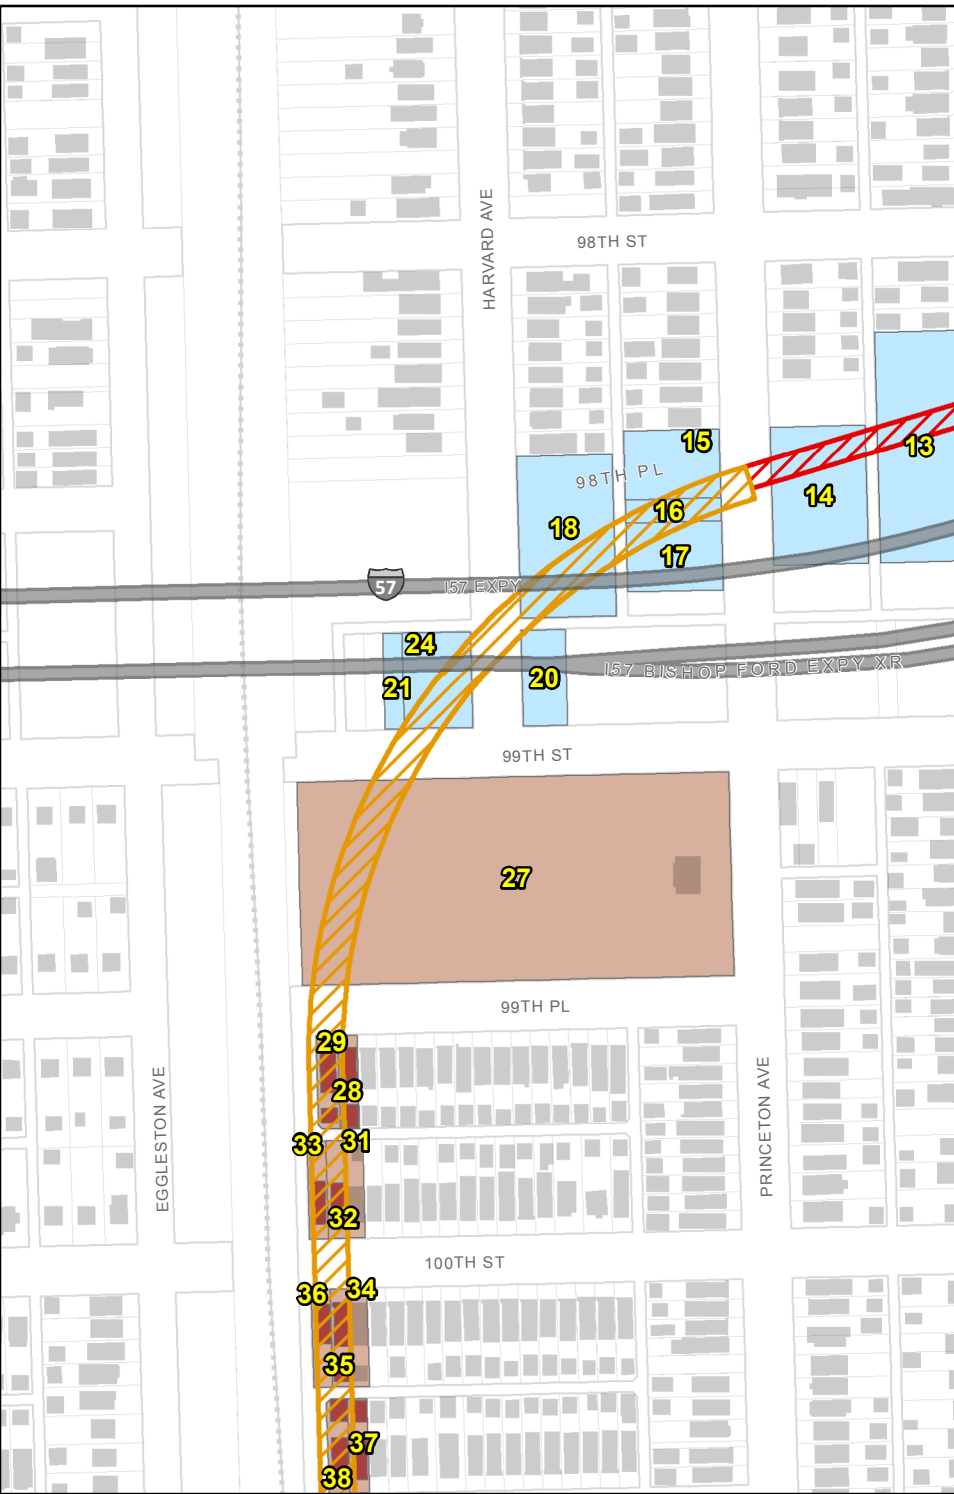 HARVARD AVE
98TH ST
15
13
98TH PL
14
16
18
17
57
I57 EXPY
24
20
I57 BISHOP FORD EXPY XR
21
99TH ST
27
99TH PL
29
28
EGGLESTON AVE
PRINCETON AVE
33
31
32
100TH ST
36
34
35
37
38